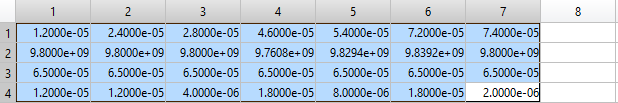 1 2 3 4 5 6 7 8
1 1.2000e-05 2.4000e-05 2.8000e-05 4.6000e-05 5.4000e-05 7.2000e-05 7.4000e-05
2 9.8000e+09 9.8000e+09 9.8000e+09 9.7608e+09 9.8294e+09 9.8392e+09 9.8000e+09
3 6.5000e-05 6.5000e-05 6.5000e-05 6.5000e-05 6.5000e-05 6.5000e-05 6.5000e-05
4 1.2000e-05 1.2000e-05 4.0000e-06 1.8000e-05 8.0000e-06 1.8000e-05 2.0000e-06